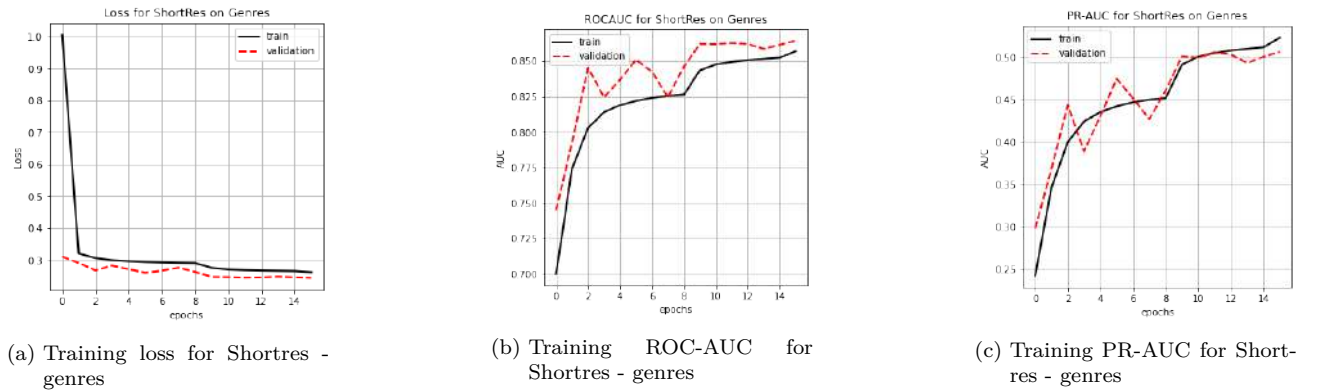 Loss for ShortRes on Genres
1.0
0.9
0.8
0.7
0.6
0.5
0.4
0.3
Loss
train
validation
0 2 4 6 8 10 12 14
epochs
(a) Training loss for Shortres -
genres
ROCAUC for ShortRes on Genres
0.850
0.825
0.800
0.775
0.750
0.725
0.700
AUC
train
validation
0 2 4 6 8 10 12 14
epochs
(b) Training ROC-AUC for
Shortres - genres
PR-AUC for ShortRes on Genres
0.50
0.45
0.40
0.35
0.30
0.25
AUC
train
validation
0 2 4 6 8 10 12 14
epochs
(c) Training PR-AUC for Short-
res - genres